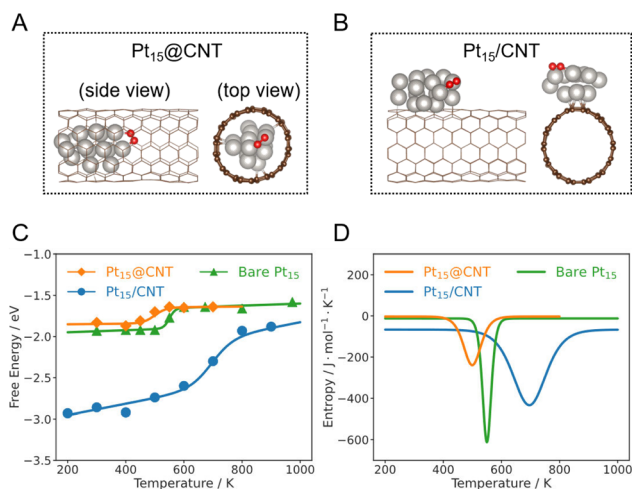 A
Pt₁₅@CNT
(side view) (top view)
B
Pt₁₅/CNT
C
Pt₁₅@CNT
Bare Pt₁₅
Pt₁₅/CNT
Free Energy / eV
−1.0
−1.5
−2.0
−2.5
−3.0
−3.5
200 400 600 800 1000
Temperature / K
D
Pt₁₅@CNT
Bare Pt₁₅
Pt₁₅/CNT
Entropy / J · mol⁻¹ · K⁻¹
200
0
−200
−400
−600
200 400 600 800 1000
Temperature / K